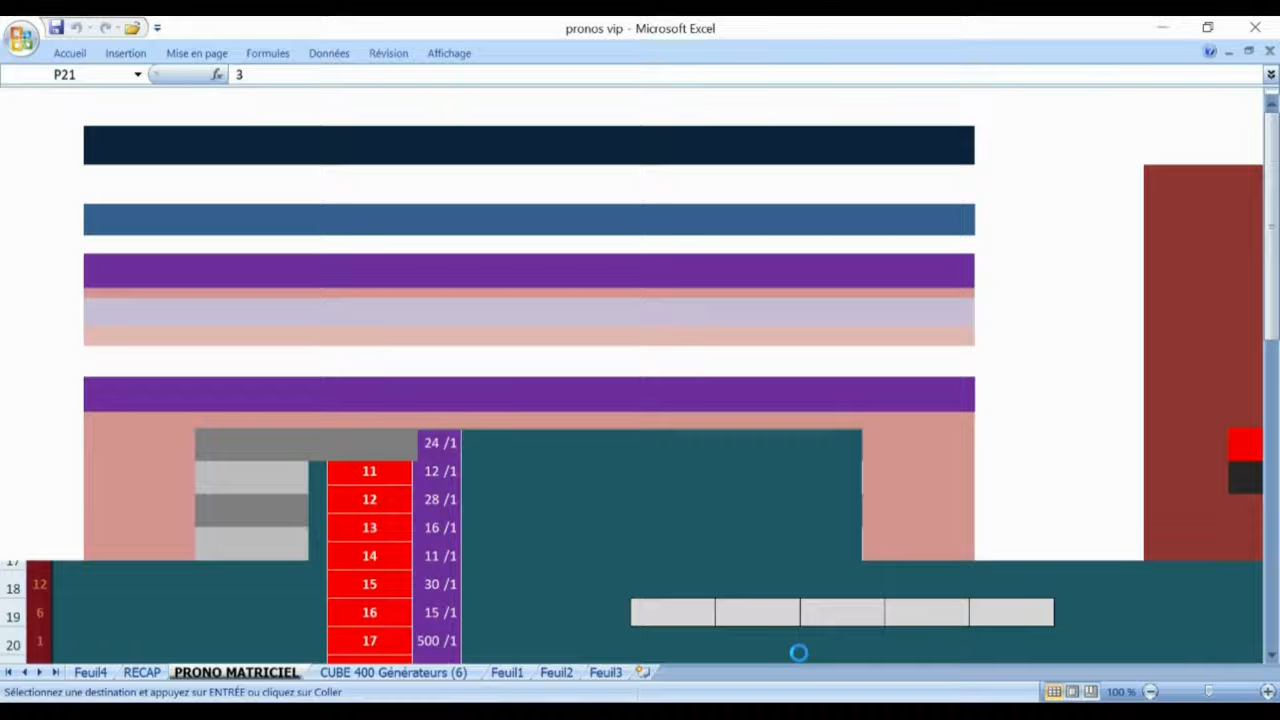 pronos vip - Microsoft Excel
Accueil Insertion Mise en page Formules Données Révision Affichage
P21 fx 3
24 /1
11 12 /1
12 28 /1
13 16 /1
14 11 /1
18 12 15 30 /1
19 6 16 15 /1
20 1 17 500 /1
Feuil4 RECAP PRONO MATRICIEL CUBE 400 Générateurs (6) Feuil1 Feuil2 Feuil3
Sélectionnez une destination et appuyez sur ENTRÉE ou cliquez sur Coller 100 %